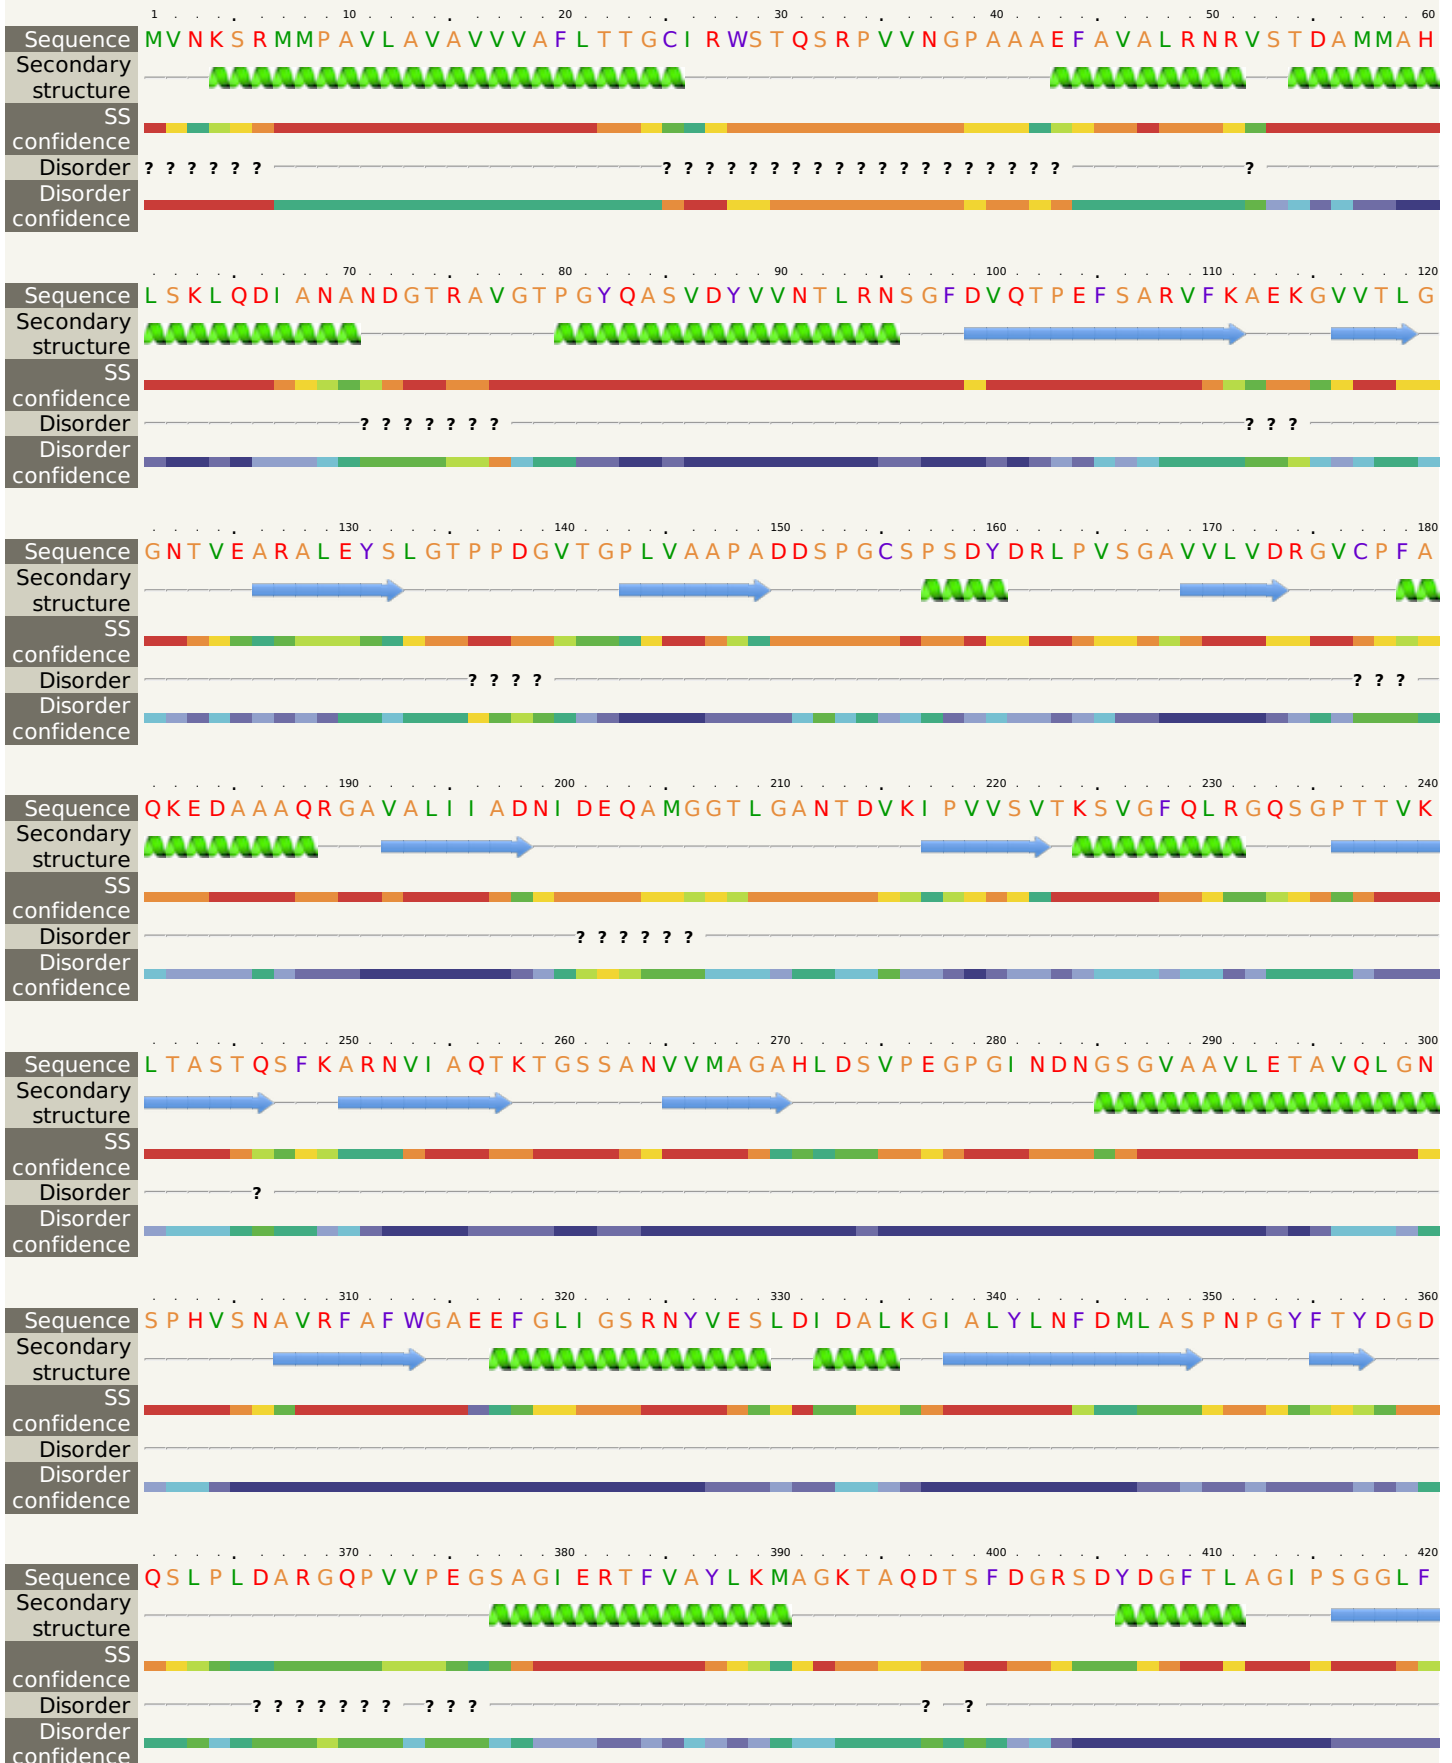 1 10 20 30 40 50 60
Sequence MVNKSRMMPAVLAVAVVVAFLTTGCIRWSTQSRPVVNGPAAAEFAVALRNRVSTDAMMAH
Secondary
structure
SS
confidence
Disorder ? ? ? ? ? ? ? ? ? ? ? ? ? ? ? ? ? ? ? ? ? ? ? ? ? ?
Disorder
confidence
70 80 90 100 110 120
Sequence LSKLQDIANANDGTRAVGTPGYQASVDYVVNTLRNSGFDVQTPEFSARVFKAEKGVVTLG
Secondary
structure
SS
confidence
Disorder ? ? ? ? ? ? ? ? ? ?
Disorder
confidence
130 140 150 160 170 180
Sequence GNTVEARALEYSLGTPPDGVTGPLVAAPADDSPGCSPSDYDRLPVSGAVVLVDRGVCPFA
Secondary
structure
SS
confidence
Disorder ? ? ? ? ? ? ?
Disorder
confidence
190 200 210 220 230 240
Sequence QKEDAAAQRGAVALIIADNIDEQAMGGTLGANTDVKIPVVSVTKSVGFQLRGQSGPTTVK
Secondary
structure
SS
confidence
Disorder ? ? ? ? ? ?
Disorder
confidence
250 260 270 280 290 300
Sequence LTASTQSFKARNVIAQTKTGSSANVVMAGAHLDSVPEGPGINDNGSGVAAVLETAVQLGN
Secondary
structure
SS
confidence
Disorder ?
Disorder
confidence
310 320 330 340 350 360
Sequence SPHVSNAVRFAFWGAEEFGLIGSRNYVESLDIDALKGIALYLNFDMLASPNPGYFTYDGD
Secondary
structure
SS
confidence
Disorder
Disorder
confidence
370 380 390 400 410 420
Sequence QSLPLDARGQPVVPEGSAGIERTFVAYLKMAGKTAQDTSFDGRSDYDGFTLAGIPSGGLF
Secondary
structure
SS
confidence
Disorder ? ? ? ? ? ? ? ? ? ? ? ?
Disorder
confidence